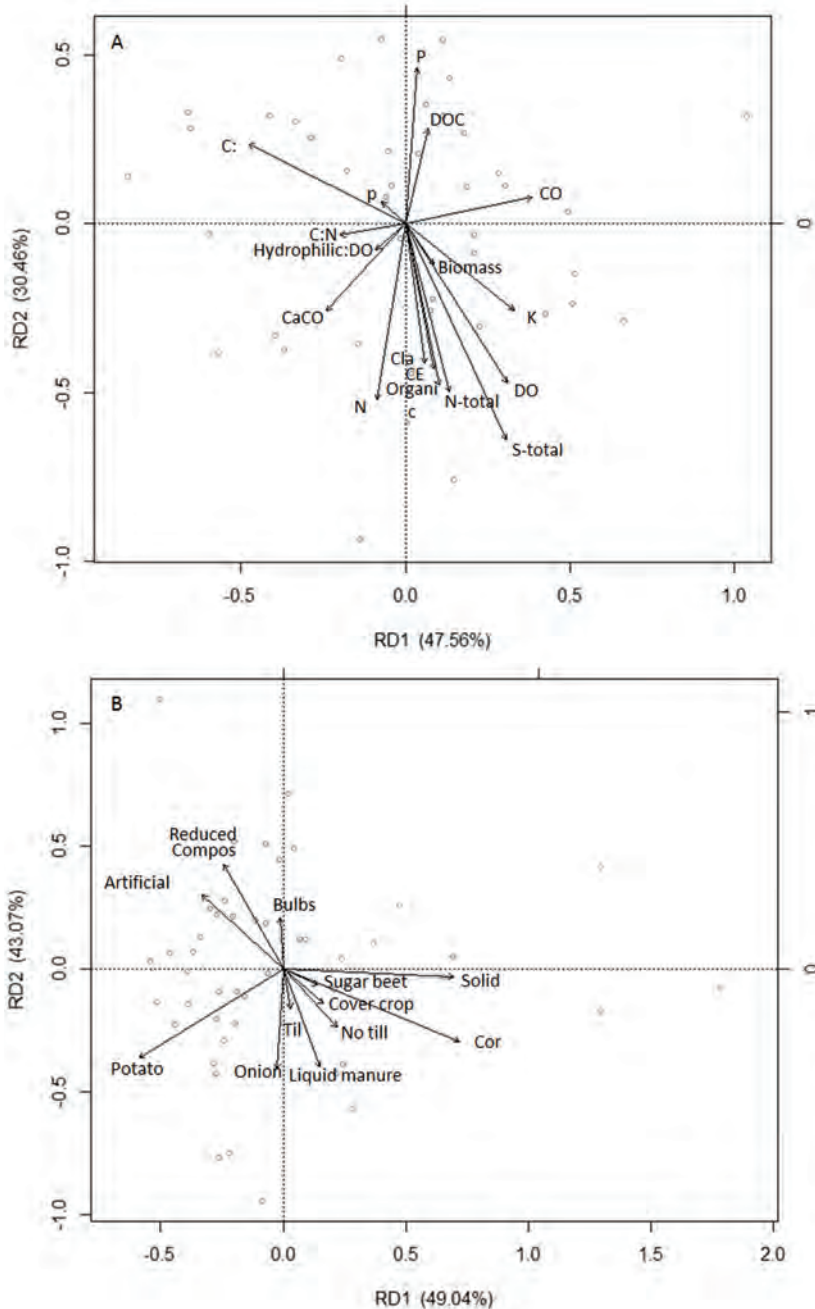 A
0.5
P
DOC
C:
p
CO
0.0
0
C:N
Hydrophilic:DO
Biomass
CaCO
K
RD2 (30.46%)
Cla
CE
-0.5
Organi
N
c
N-total
DO
S-total
-1.0
-0.5
0.0
0.5
1.0
RD1 (47.56%)
B
1.0
1
Reduced
Compos
0.5
Artificial
Bulbs
RD2 (43.07%)
0.0
0
Sugar beet
Solid
Cover crop
Til
No till
Cor
Potato
Onion
Liquid manure
-0.5
-1.0
-0.5
0.0
0.5
1.0
1.5
2.0
RD1 (49.04%)